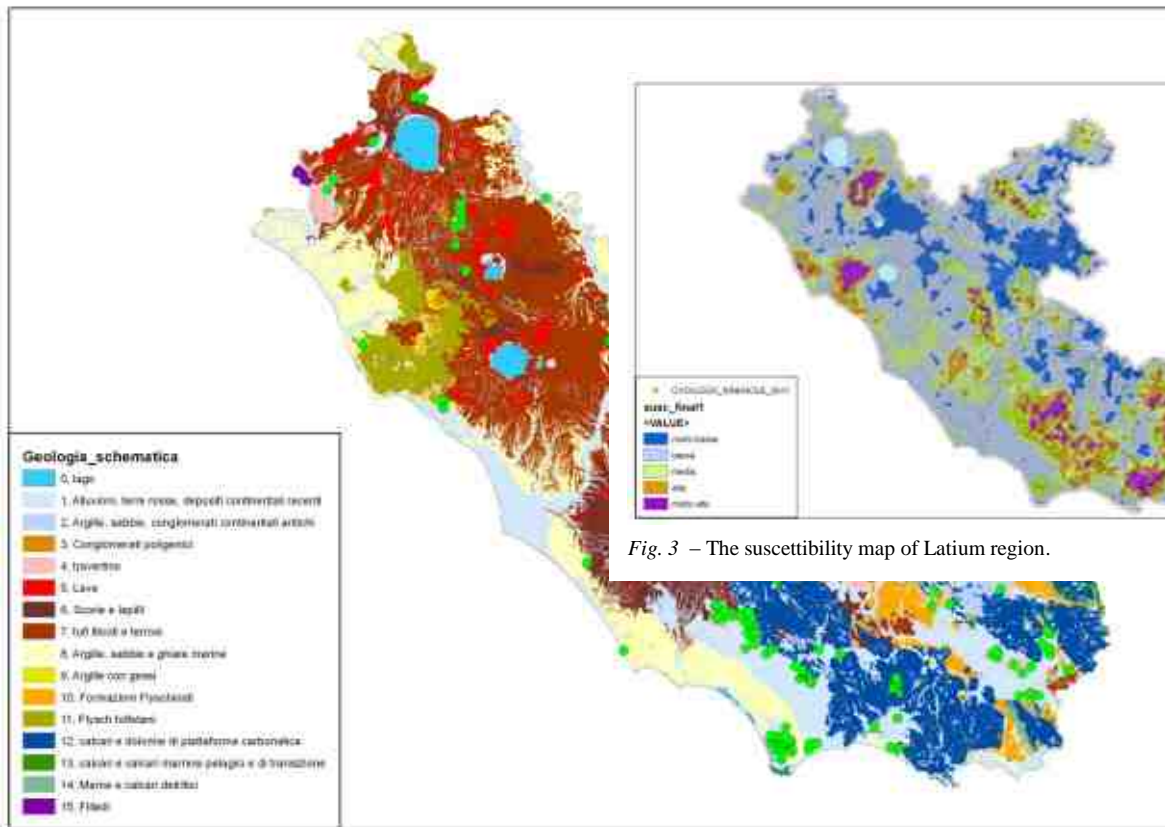 Geologia_schematica
0, lago
1. Alluvioni, terre rosse, depositi continentali recenti
2. Argille, sabbie, conglomerati continentali antichi
3. Conglomerati poligenici
4. travertino
5. Lava
6. Scorie e lapilli
7. tufi litoidi e terrosi
8. Argille, sabbie e ghiaie marine
9. Argille con gessi
10. Formazioni Flyschoidi
11. Flysch tolfetani
12. calcari e dolomie di piattaforma carbonatica
13. calcari e calcari marnosi pelagici e di transizione
14. Marne e calcari detritici
15. Filladi
susc_final1
<VALUE>
molto bassa
bassa
media
alta
molto alta
Fig. 3 – The suscettibility map of Latium region.